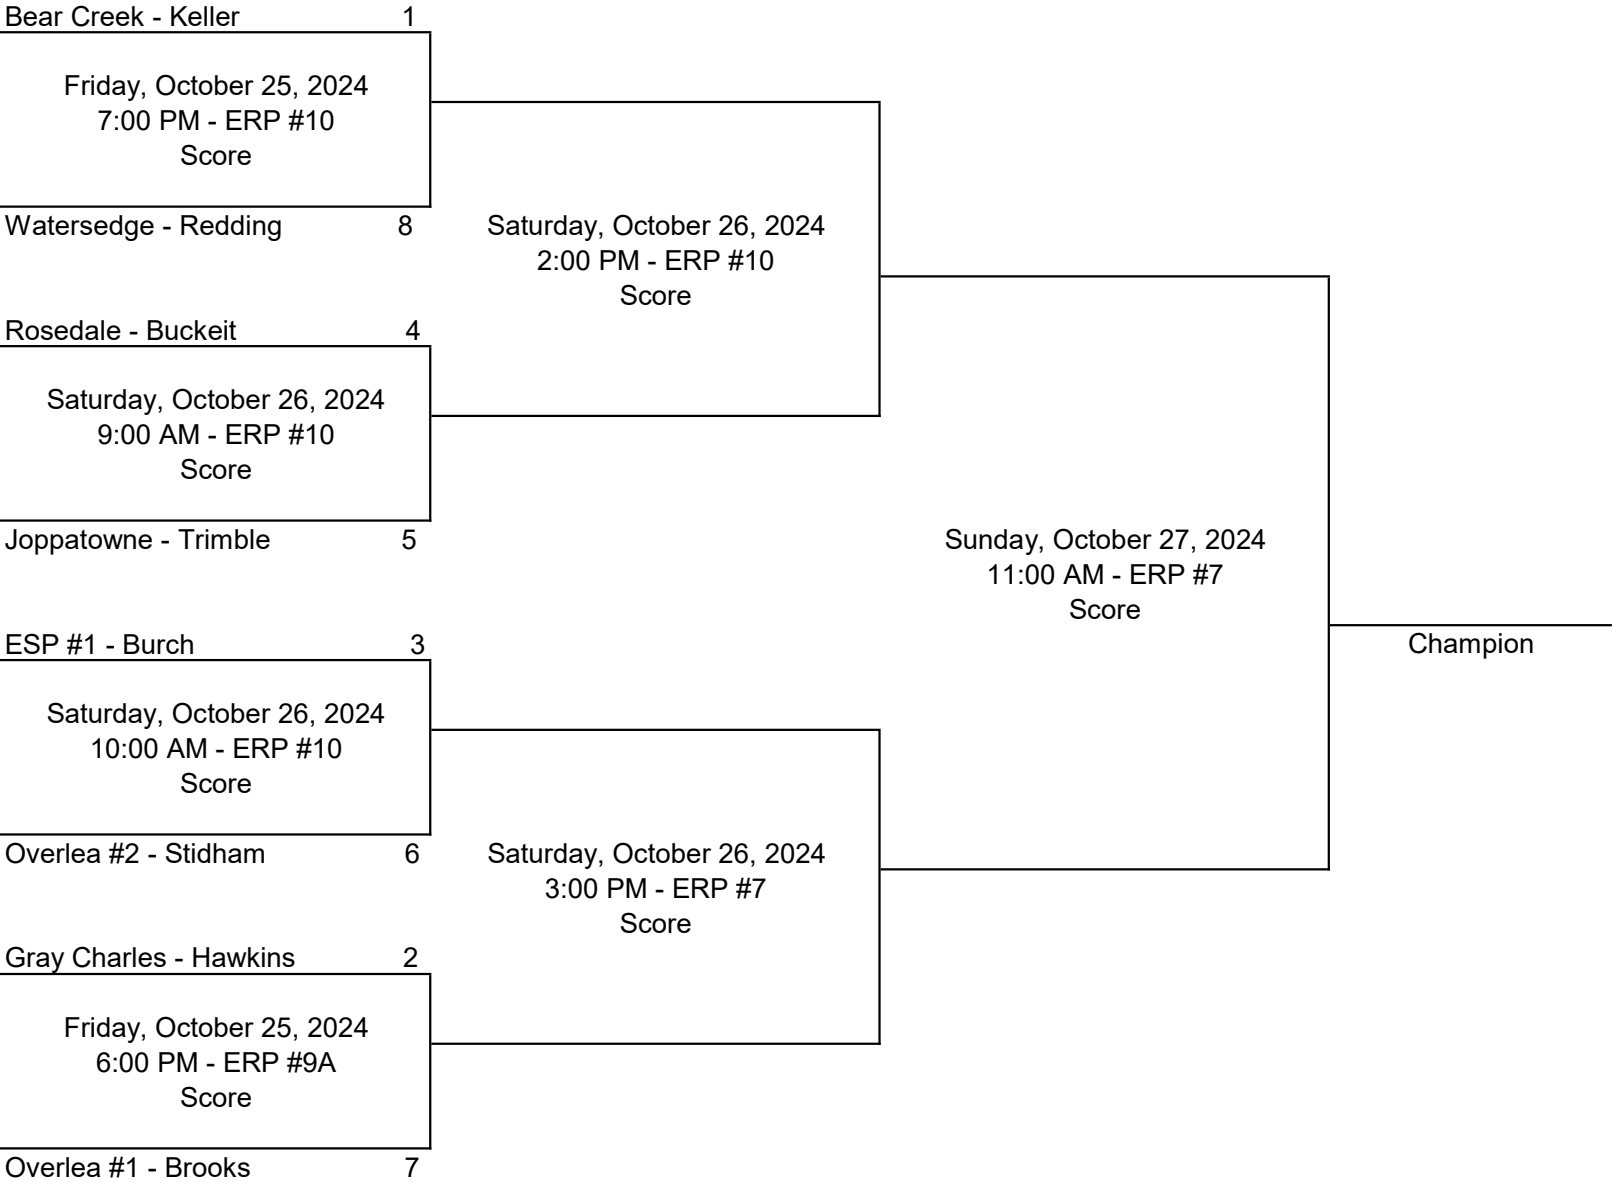 Bear Creek - Keller 1
Friday, October 25, 2024
7:00 PM - ERP #10
Score
Watersedge - Redding 8
Saturday, October 26, 2024
2:00 PM - ERP #10
Score
Rosedale - Buckeit 4
Saturday, October 26, 2024
9:00 AM - ERP #10
Score
Joppatowne - Trimble 5
Sunday, October 27, 2024
11:00 AM - ERP #7
Score
Champion
ESP #1 - Burch 3
Saturday, October 26, 2024
10:00 AM - ERP #10
Score
Overlea #2 - Stidham 6
Saturday, October 26, 2024
3:00 PM - ERP #7
Score
Gray Charles - Hawkins 2
Friday, October 25, 2024
6:00 PM - ERP #9A
Score
Overlea #1 - Brooks 7